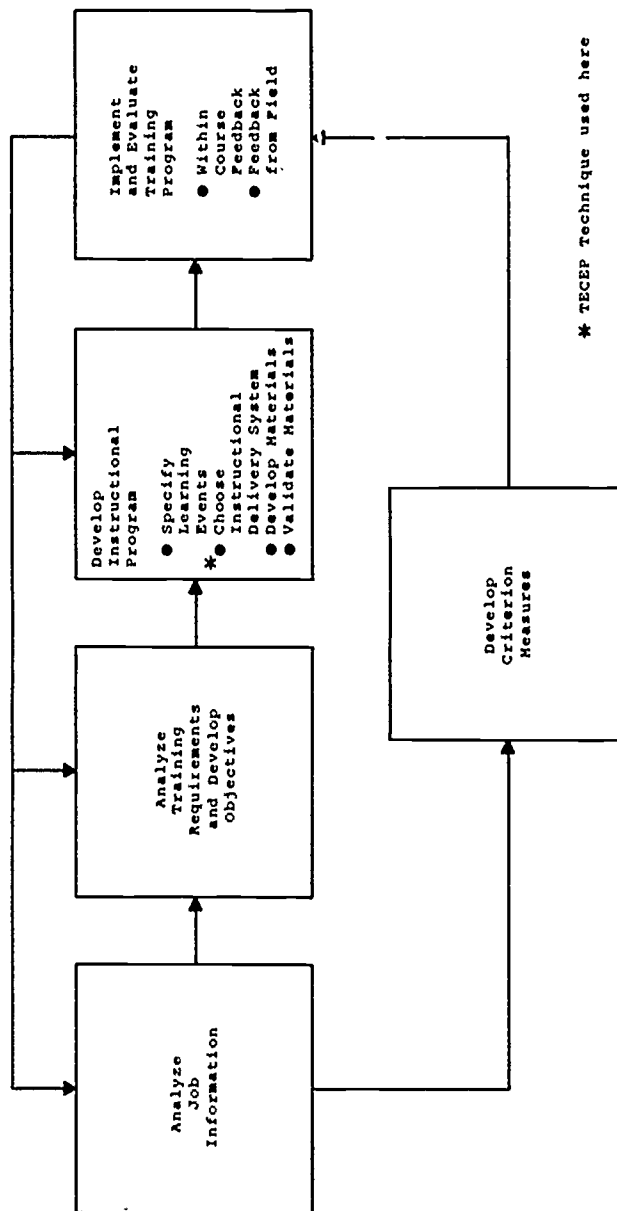 Analyze
Job
Information
Analyze
Training
Requirements
and Develop
Objectives
Develop
Instructional
Program
● Specify
Learning
Events
*● Choose
Instructional
Delivery System
● Develop Materials
● Validate Materials
Implement
and Evaluate
Training
Program
● Within
Course
Feedback
● Feedback
from Field
Develop
Criterion
Measures
* TECEP Technique used here